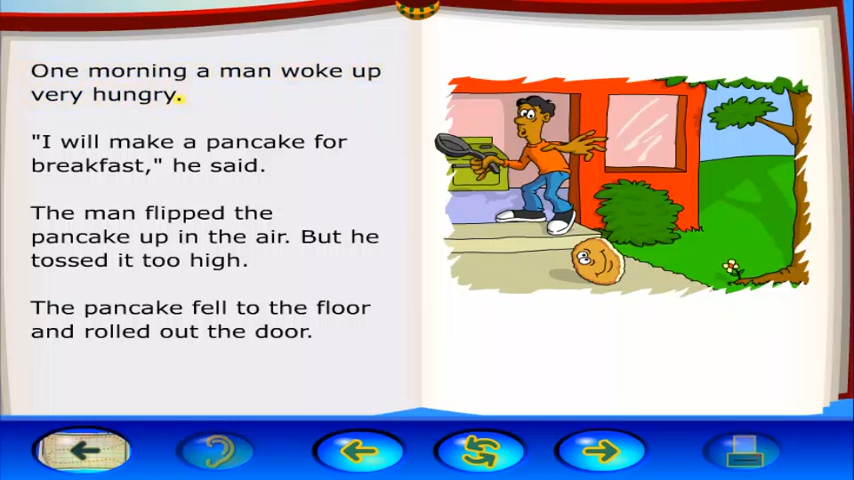 One morning a man woke up
very hungry.
"I will make a pancake for
breakfast," he said.
The man flipped the
pancake up in the air. But he
tossed it too high.
The pancake fell to the floor
and rolled out the door.